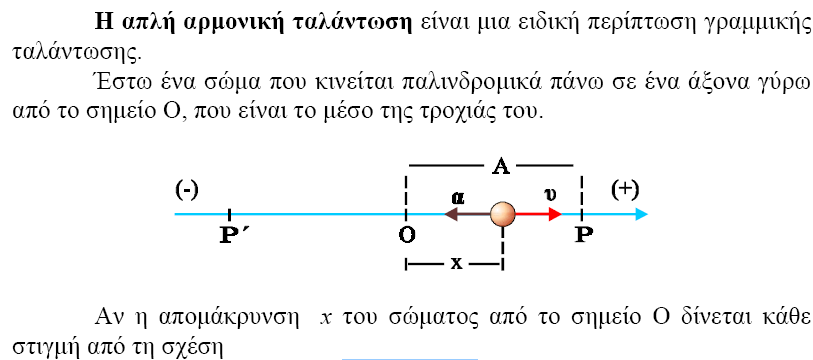 Η απλή αρμονική ταλάντωση είναι μια ειδική περίπτωση γραμμικής
ταλάντωσης.
Έστω ένα σώμα που κινείται παλινδρομικά πάνω σε ένα άξονα γύρω
από το σημείο Ο, που είναι το μέσο της τροχιάς του.
A
(-) α υ (+)
P´ O P
x
Αν η απομάκρυνση x του σώματος από το σημείο Ο δίνεται κάθε
στιγμή από τη σχέση